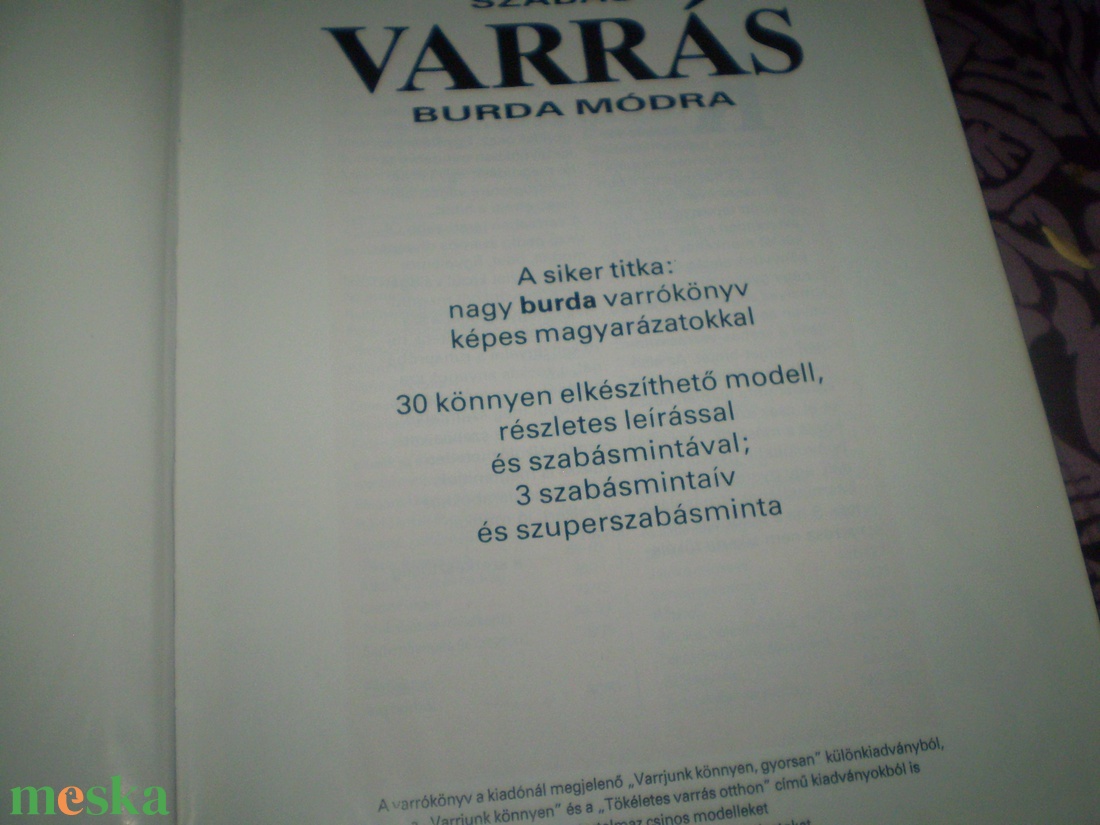 SZABÁS
VARRÁS
BURDA MÓDRA
A siker titka:
nagy burda varrókönyv
képes magyarázatokkal
30 könnyen elkészíthető modell,
részletes leírással
és szabásmintával;
3 szabásmintaív
és szuperszabásminta
A varrókönyv a kiadónál megjelenő „Varrjunk könnyen, gyorsan” különkiadványból,
a „Varrjunk könnyen” és a „Tökéletes varrás otthon” című kiadványokból is
csinos modelleket
meska